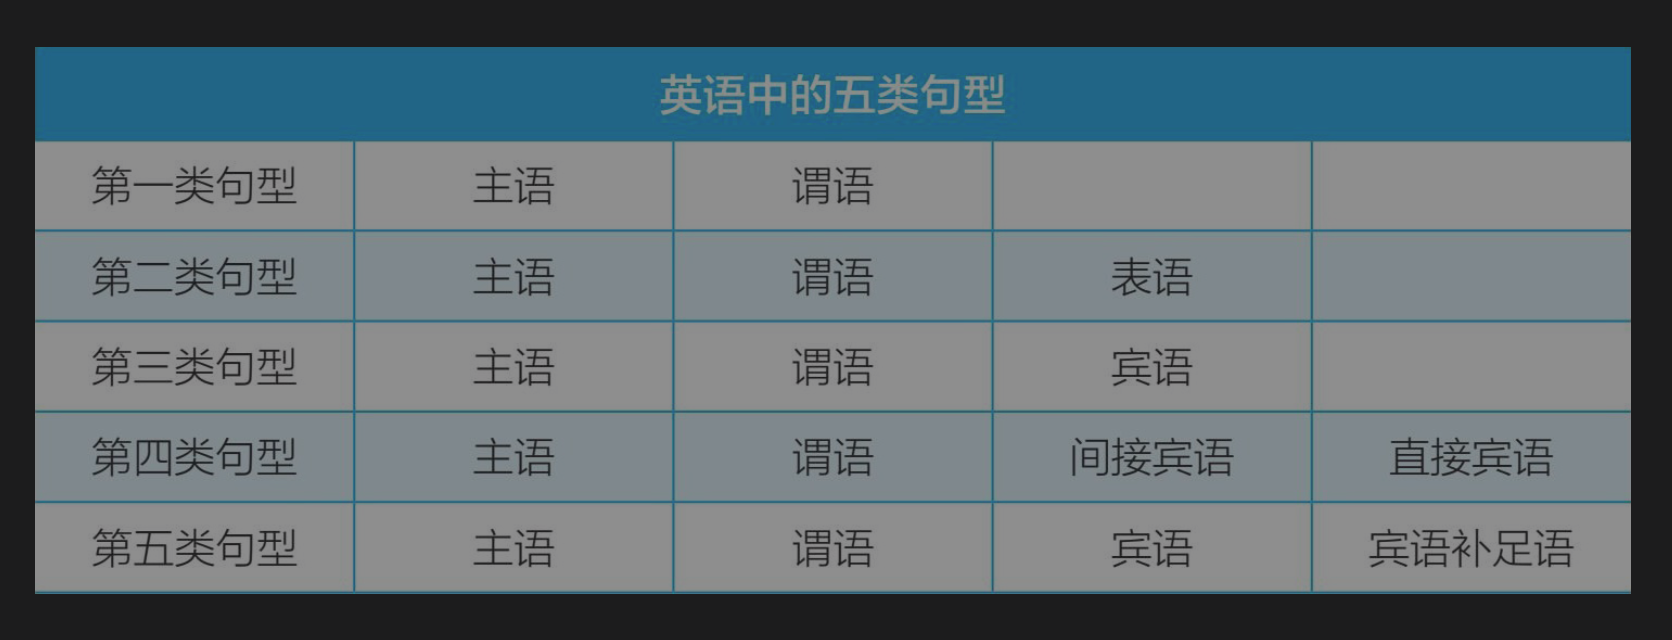 英语中的五类句型
第一类句型 主语 谓语
第二类句型 主语 谓语 表语
第三类句型 主语 谓语 宾语
第四类句型 主语 谓语 间接宾语 直接宾语
第五类句型 主语 谓语 宾语 宾语补足语